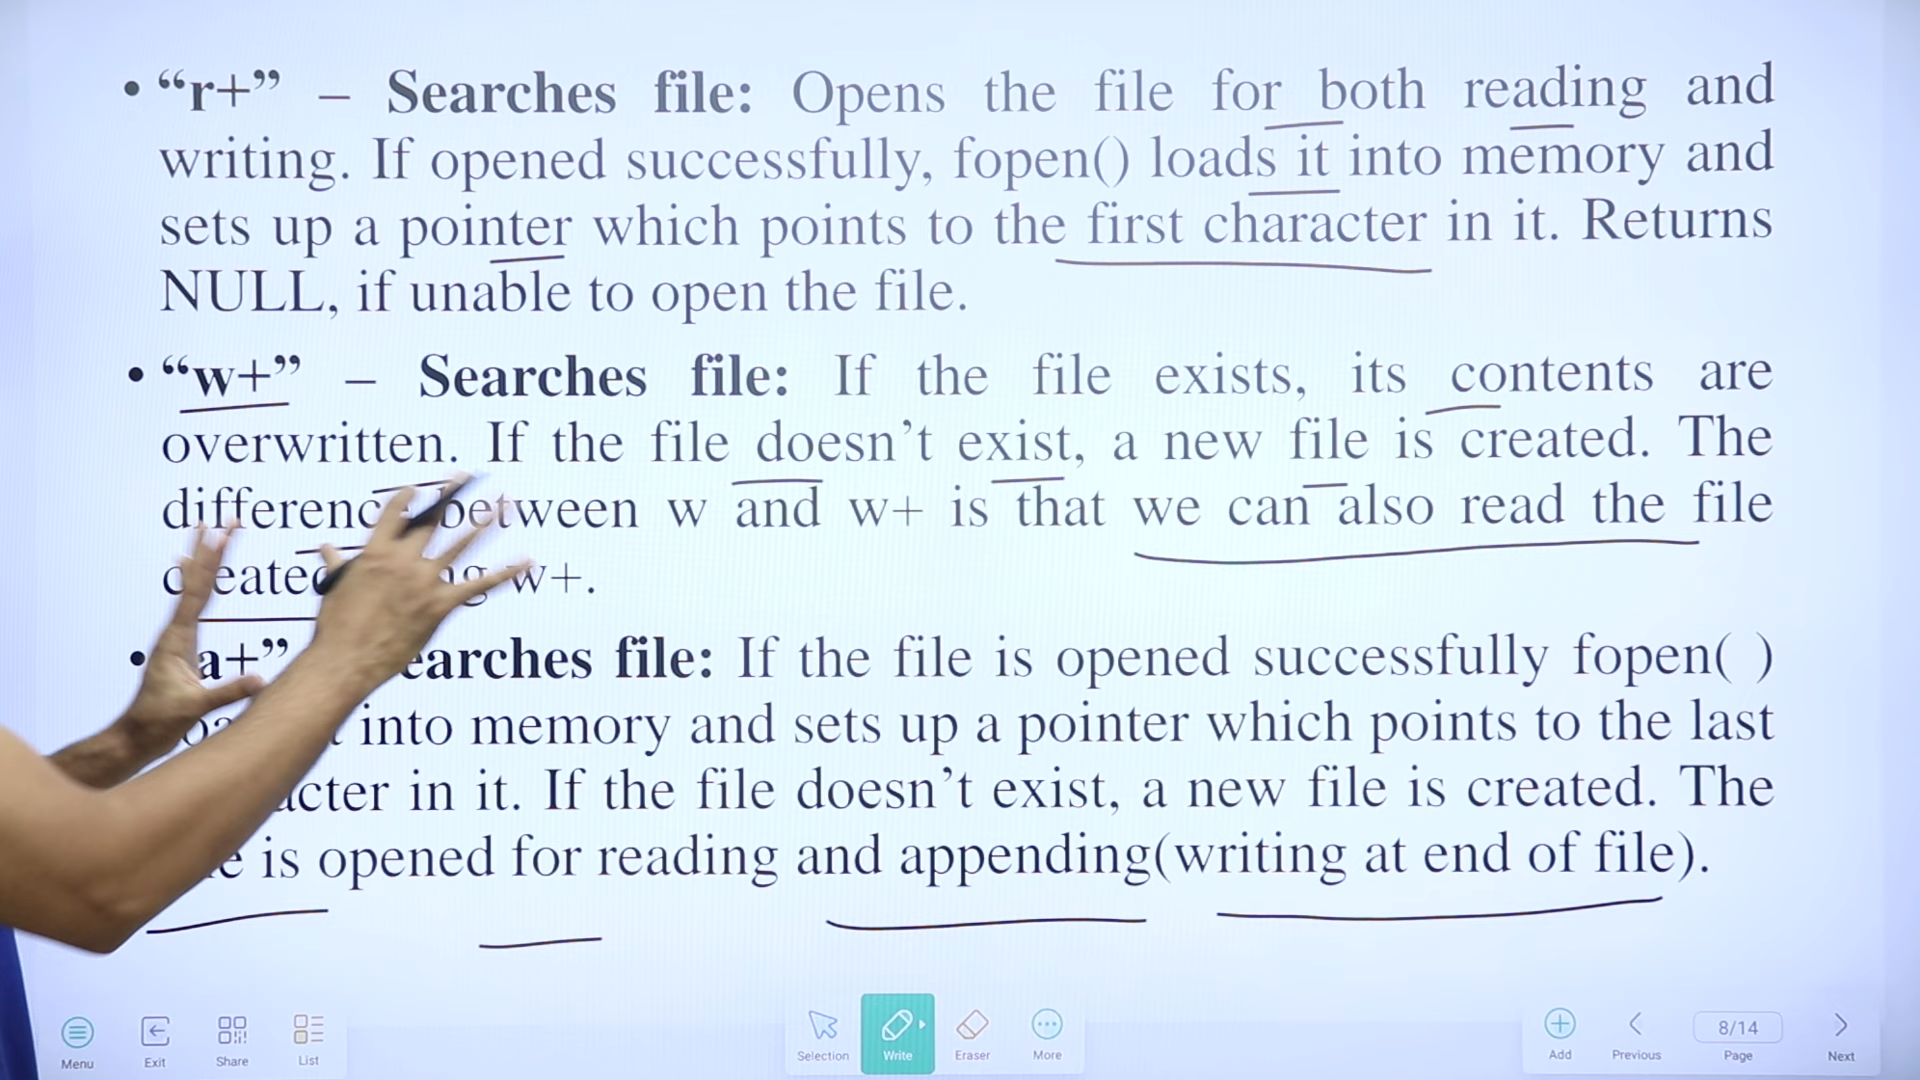 • “r+” – Searches file: Opens the file for both reading and
writing. If opened successfully, fopen() loads it into memory and
sets up a pointer which points to the first character in it. Returns
NULL, if unable to open the file.
• “w+” – Searches file: If the file exists, its contents are
overwritten. If the file doesn’t exist, a new file is created. The
difference between w and w+ is that we can also read the file
created w+.
• a+” Searches file: If the file is opened successfully fopen( )
into memory and sets up a pointer which points to the last
in it. If the file doesn’t exist, a new file is created. The
is opened for reading and appending(writing at end of file).
Menu Exit Share List Selection Write Eraser More Add Previous 8/14 Page Next